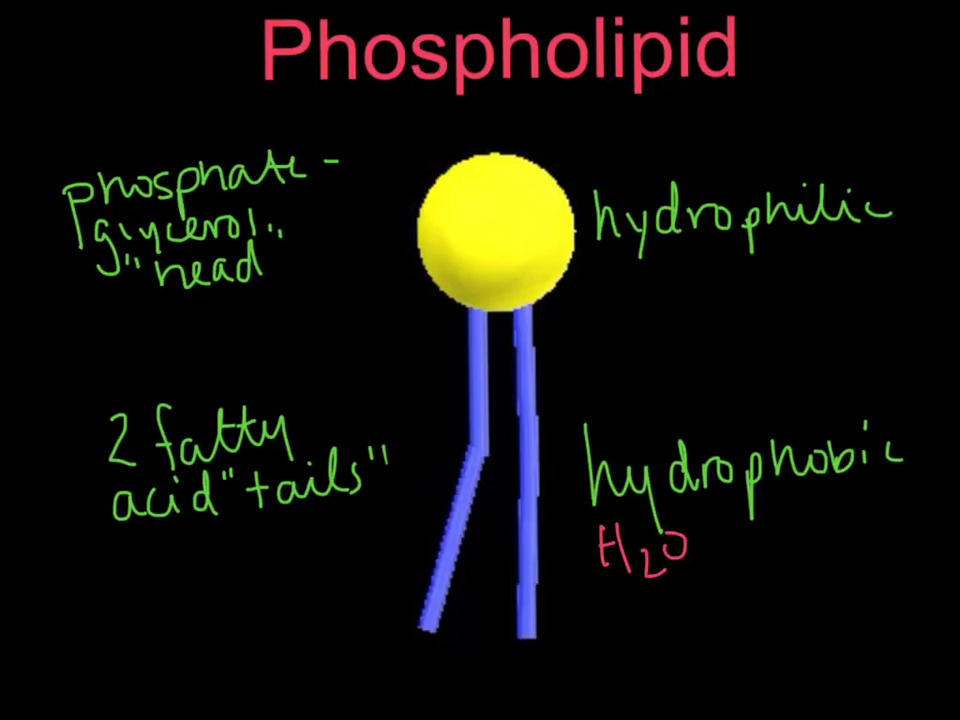 Phospholipid
phosphate -
glycerol
"head"
hydrophilic
2 fatty
acid "tails"
hydrophobic
H2O